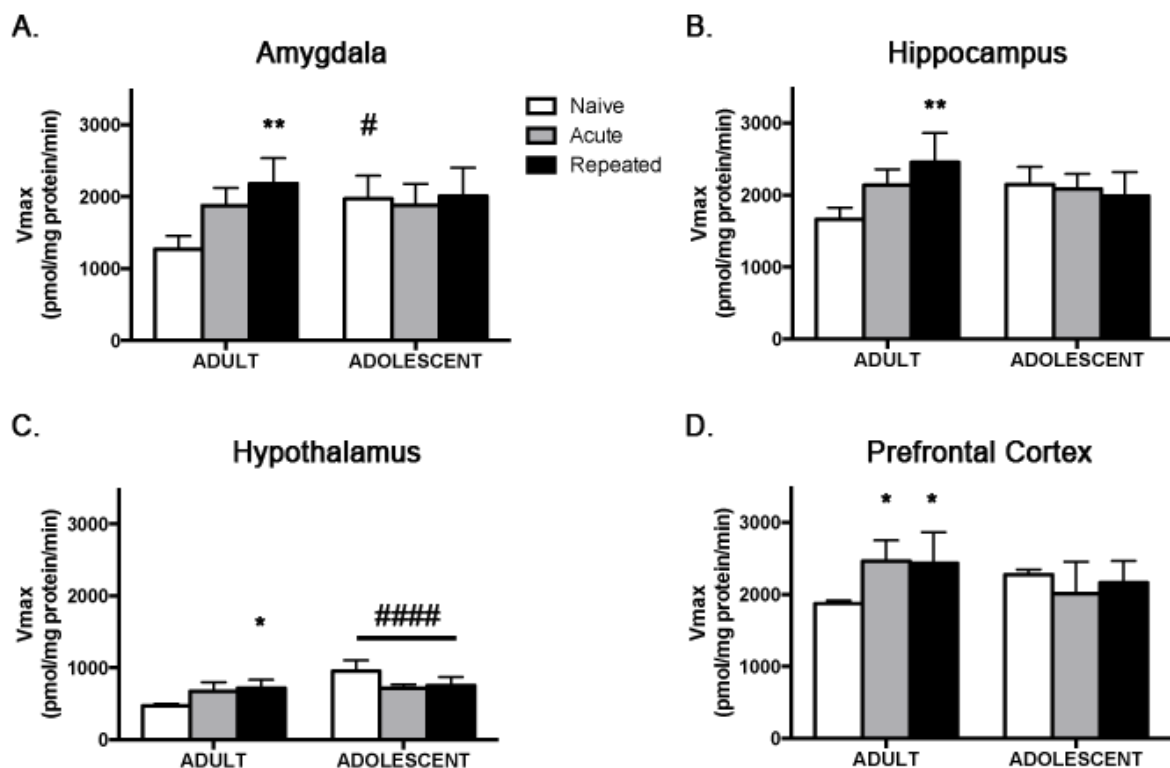 A.
Amygdala
Vmax
(pmol/mg protein/min)
3000
2000
1000
0
**
#
ADULT
ADOLESCENT
Naive
Acute
Repeated
B.
Hippocampus
Vmax
(pmol/mg protein/min)
3000
2000
1000
0
**
ADULT
ADOLESCENT
C.
Hypothalamus
Vmax
(pmol/mg protein/min)
3000
2000
1000
0
*
####
ADULT
ADOLESCENT
D.
Prefrontal Cortex
Vmax
(pmol/mg protein/min)
3000
2000
1000
0
* *
ADULT
ADOLESCENT